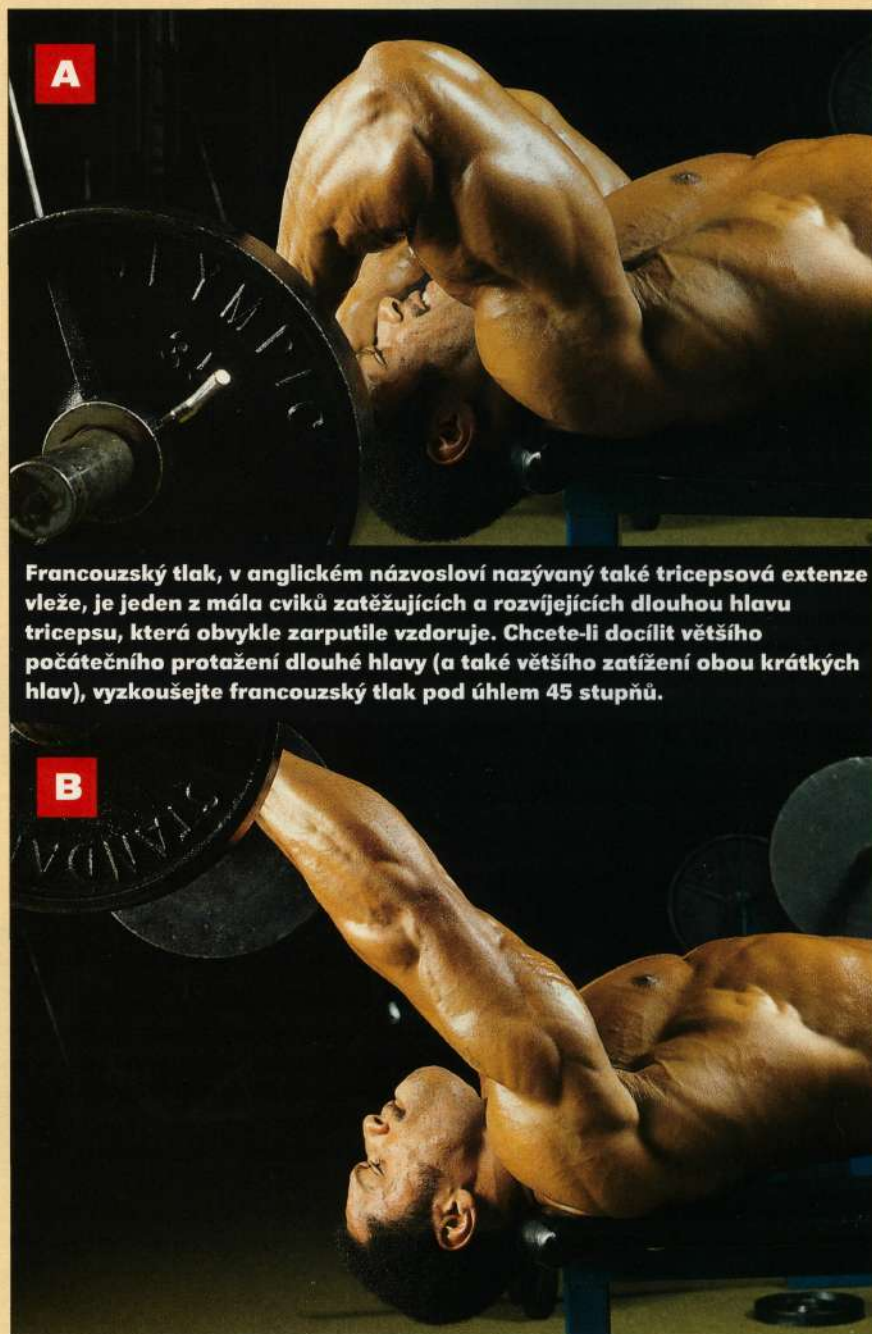 A
Francouzský tlak, v anglickém názvosloví nazývaný také tricepsová extenze
vleže, je jeden z mála cviků zatěžujících a rozvíjejících dlouhou hlavu
tricepsu, která obvykle zarputile vzdoruje. Chcete-li docílit většího
počátečního protažení dlouhé hlavy (a také většího zatížení obou krátkých
hlav), vyzkoušejte francouzský tlak pod úhlem 45 stupňů.
B